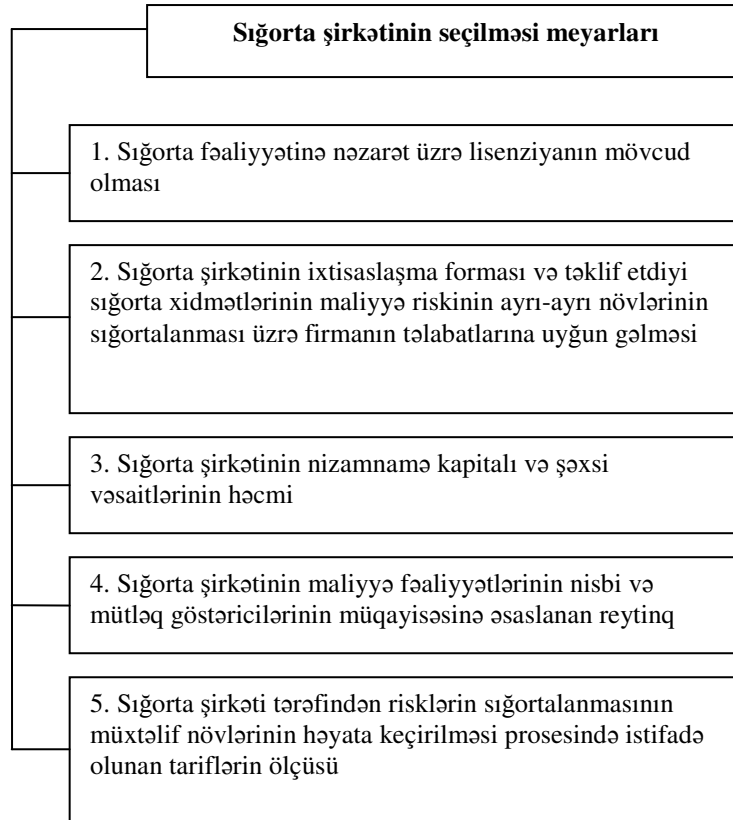 Sığorta şirkətinin seçilməsi meyarları
1. Sığorta fəaliyyətinə nəzarət üzrə lisenziyanın mövcud
olması
2. Sığorta şirkətinin ixtisaslaşma forması və təklif etdiyi
sığorta xidmətlərinin maliyyə riskinin ayrı-ayrı növlərinin
sığortalanması üzrə firmanın təlabatlarına uyğun gəlməsi
3. Sığorta şirkətinin nizamnamə kapitalı və şəxsi
vəsaitlərinin həcmi
4. Sığorta şirkətinin maliyyə fəaliyyətlərinin nisbi və
mütləq göstəricilərinin müqayisəsinə əsaslanan reytinq
5. Sığorta şirkəti tərəfindən risklərin sığortalanmasının
müxtəlif növlərinin həyata keçirilməsi prosesində istifadə
olunan tariflərin ölçüsü